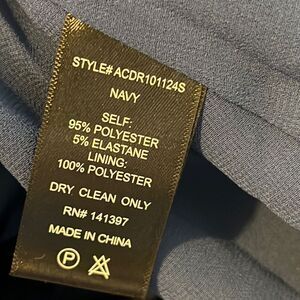 STYLE# ACDR101124S
NAVY
SELF:
95% POLYESTER
5% ELASTANE
LINING:
100% POLYESTER
DRY CLEAN ONLY
RN# 141397
MADE IN CHINA
P